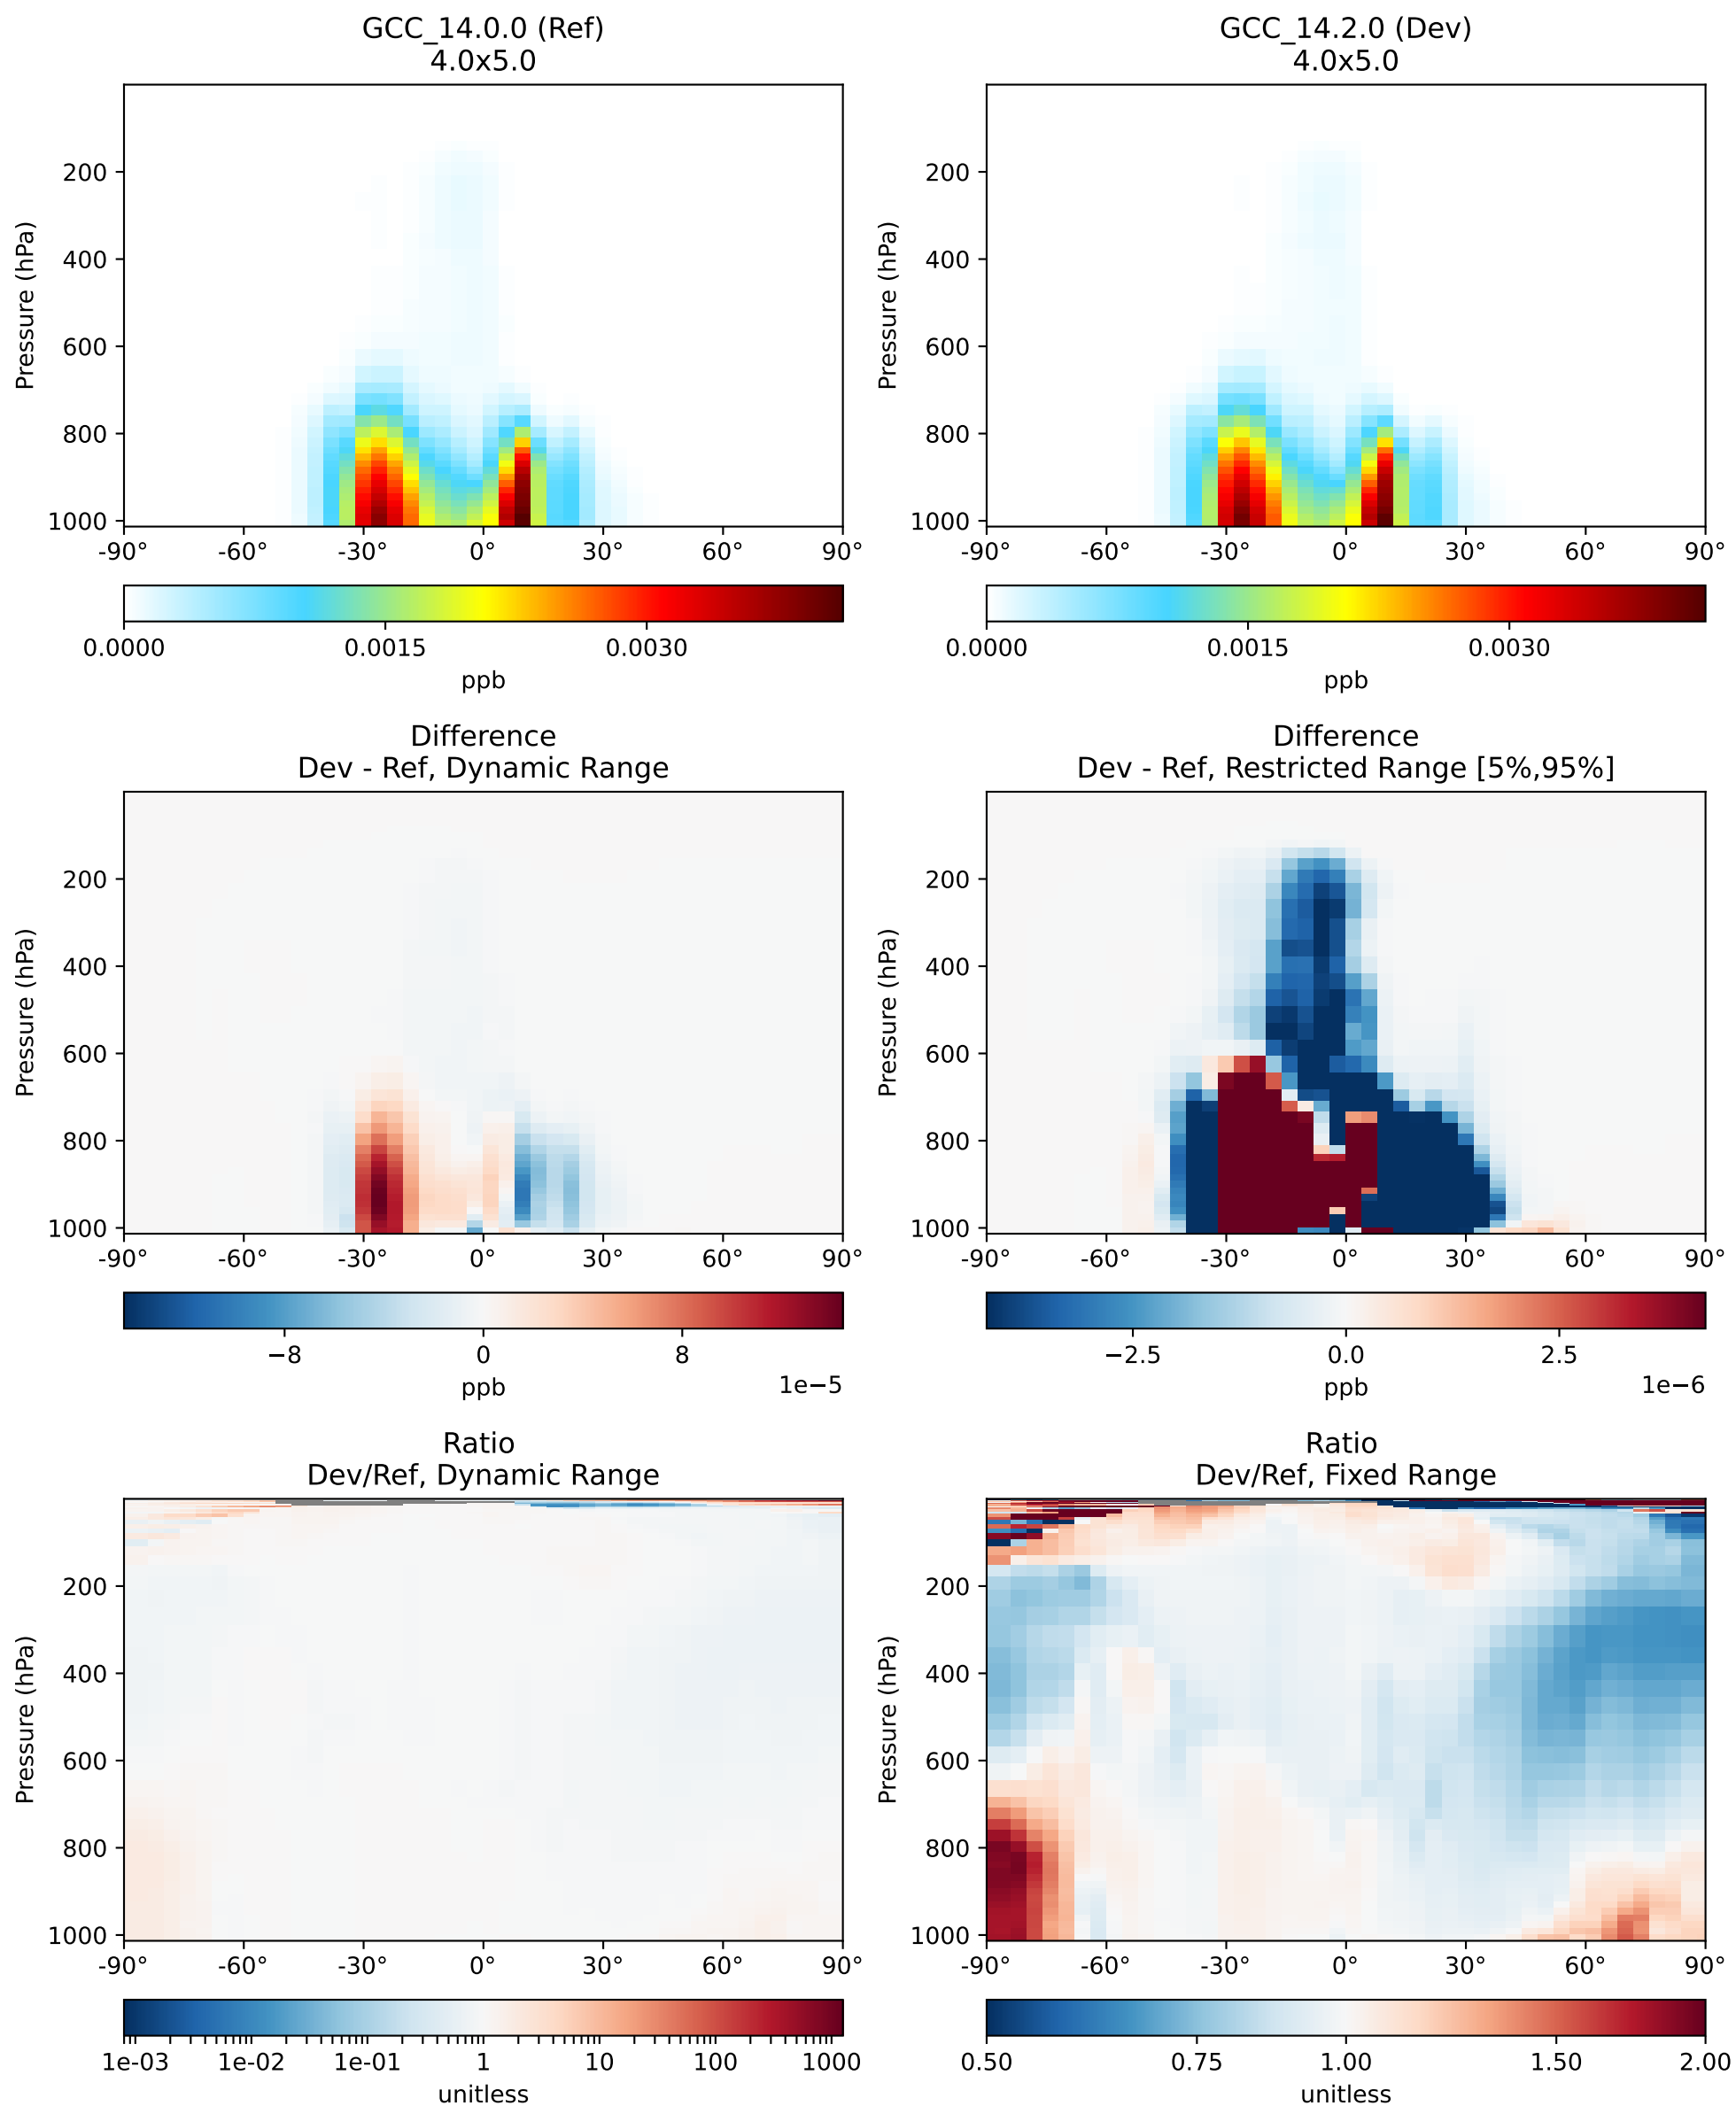 GCC_14.0.0 (Ref)
4.0x5.0
Pressure (hPa)
200
400
600
800
1000
-90° -60° -30° 0° 30° 60° 90°
0.0000 0.0015 0.0030
ppb
GCC_14.2.0 (Dev)
4.0x5.0
Pressure (hPa)
200
400
600
800
1000
-90° -60° -30° 0° 30° 60° 90°
0.0000 0.0015 0.0030
ppb
Difference
Dev - Ref, Dynamic Range
Pressure (hPa)
200
400
600
800
1000
-90° -60° -30° 0° 30° 60° 90°
−8 0 8
ppb
1e−5
Difference
Dev - Ref, Restricted Range [5%,95%]
Pressure (hPa)
200
400
600
800
1000
-90° -60° -30° 0° 30° 60° 90°
−2.5 0.0 2.5
ppb
1e−6
Ratio
Dev/Ref, Dynamic Range
Pressure (hPa)
200
400
600
800
1000
-90° -60° -30° 0° 30° 60° 90°
1e-03 1e-02 1e-01 1 10 100 1000
unitless
Ratio
Dev/Ref, Fixed Range
Pressure (hPa)
200
400
600
800
1000
-90° -60° -30° 0° 30° 60° 90°
0.50 0.75 1.00 1.50 2.00
unitless